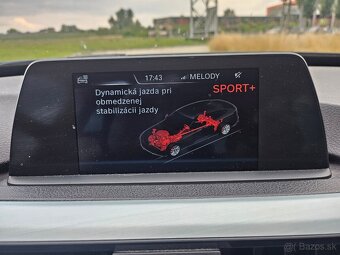 17:43 MELODY
Dynamická jazda pri
obmedzenej
stabilizácii jazdy
SPORT+
Bazos.sk